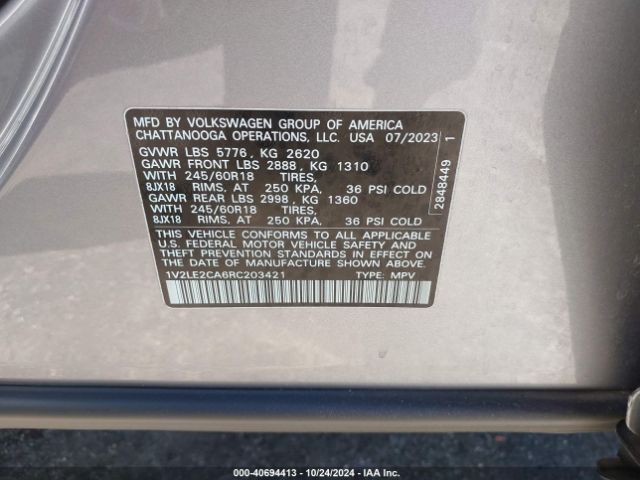 MFD BY VOLKSWAGEN GROUP OF AMERICA
CHATTANOOGA OPERATIONS, LLC. USA 07/2023
GVWR LBS 5776, KG 2620
GAWR FRONT LBS 2888, KG 1310
WITH 245/60R18 TIRES,
8JX18 RIMS, AT 250 KPA, 36 PSI COLD
GAWR REAR LBS 2998, KG 1360
WITH 245/60R18 TIRES,
8JX18 RIMS, AT 250 KPA, 36 PSI COLD
THIS VEHICLE CONFORMS TO ALL APPLICABLE
U.S. FEDERAL MOTOR VEHICLE SAFETY AND
THEFT PREVENTION STANDARDS IN EFFECT ON
THE DATE OF MANUFACTURE SHOWN ABOVE.
1V2LE2CA6RC203421 TYPE: MPV
2848449 1
000-40694413 - 10/24/2024 - IAA Inc.